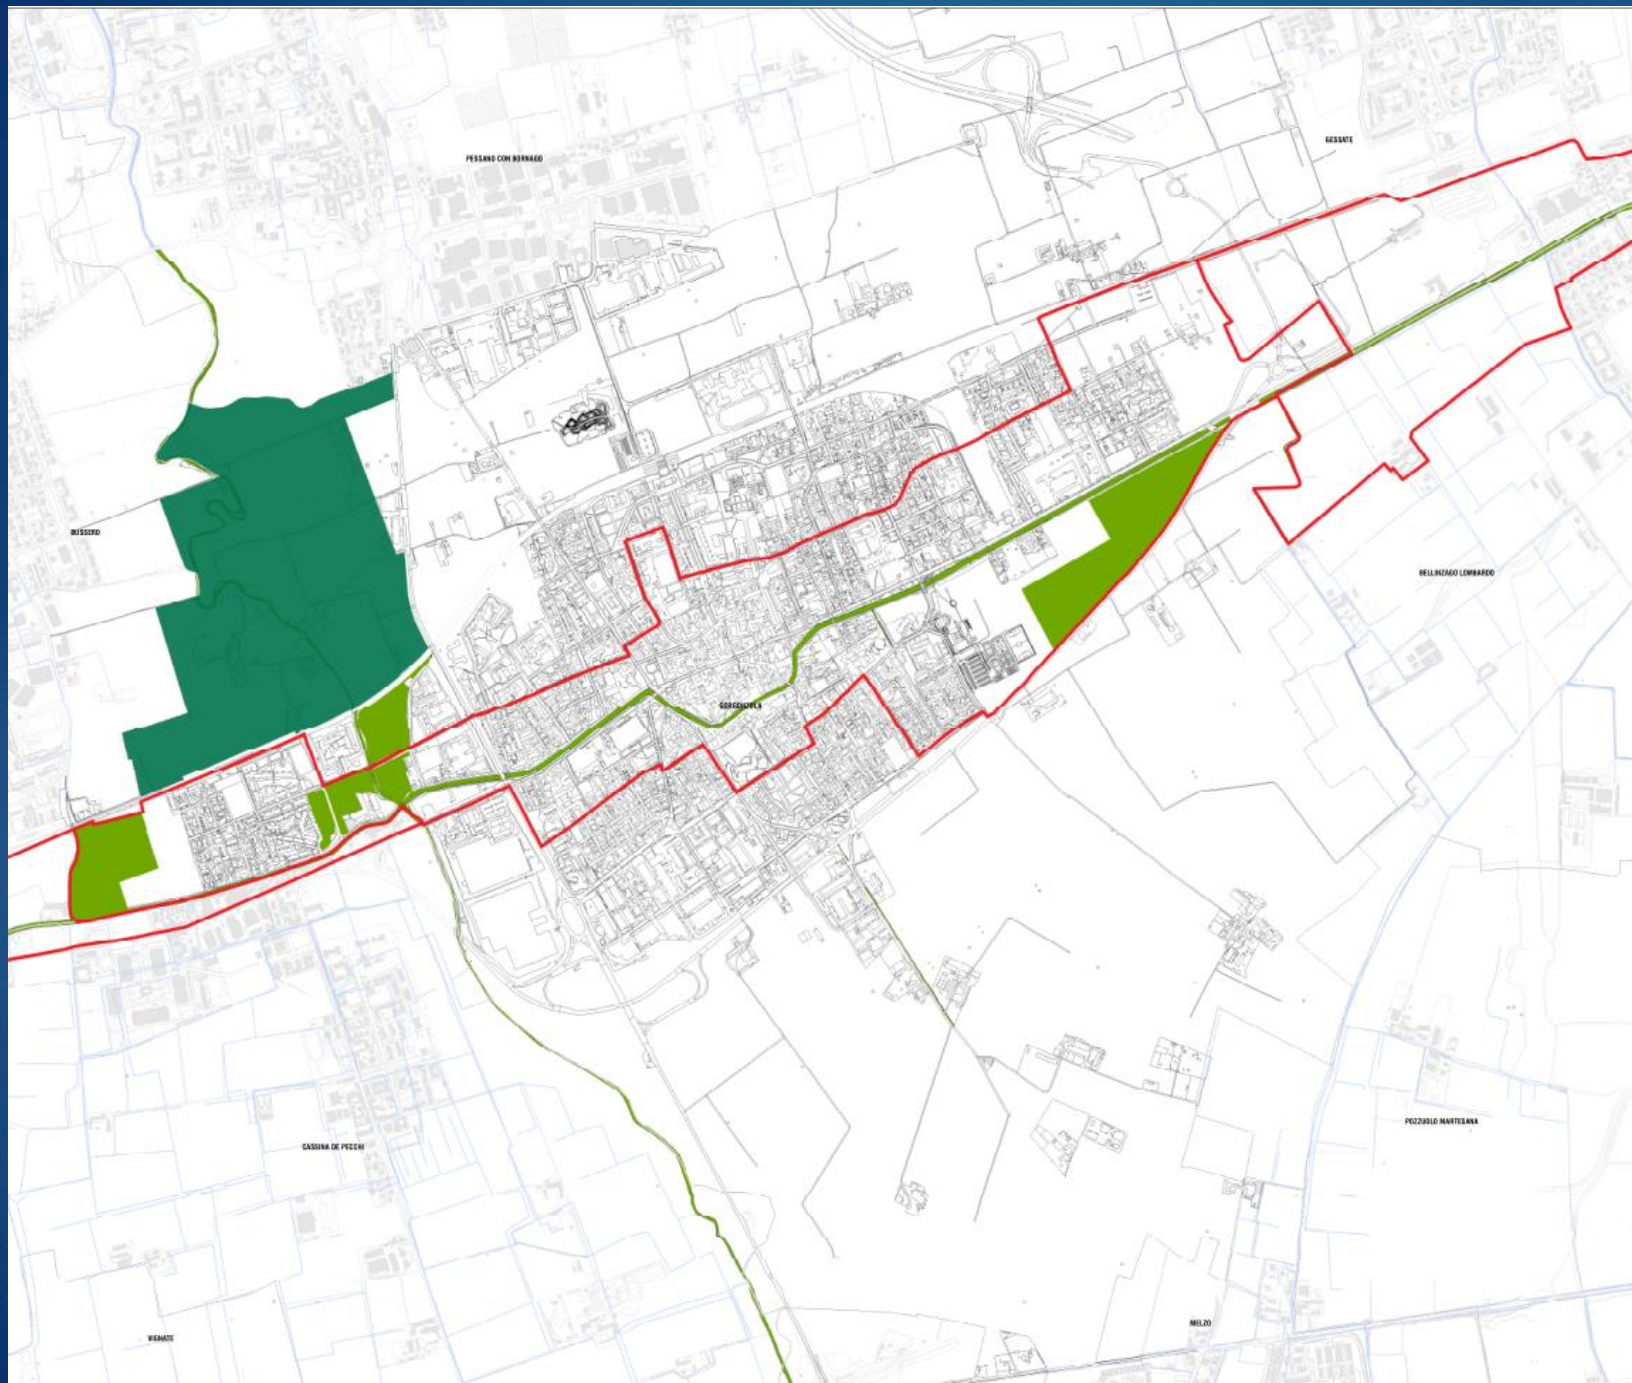 GESSATE
PESSANO CON BORNAGO
BUSSERO
BELLINZAGO LOMBARDO
GORGONZOLA
POZZUOLO MARTESANA
CASSINA DE PECCHI
MELZO
VIGNATE